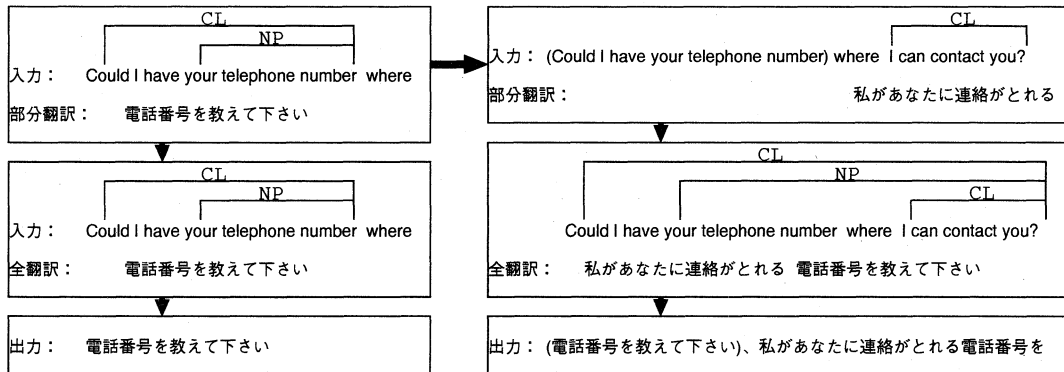 CL
NP
入力： Could I have your telephone number where
部分翻訳： 電話番号を教えて下さい
CL
NP
入力： Could I have your telephone number where
全翻訳： 電話番号を教えて下さい
出力： 電話番号を教えて下さい
CL
入力： (Could I have your telephone number) where I can contact you?
部分翻訳： 私があなたに連絡がとれる
CL
NP
CL
Could I have your telephone number where I can contact you?
全翻訳： 私があなたに連絡がとれる 電話番号を教えて下さい
出力： (電話番号を教えて下さい)、私があなたに連絡がとれる電話番号を